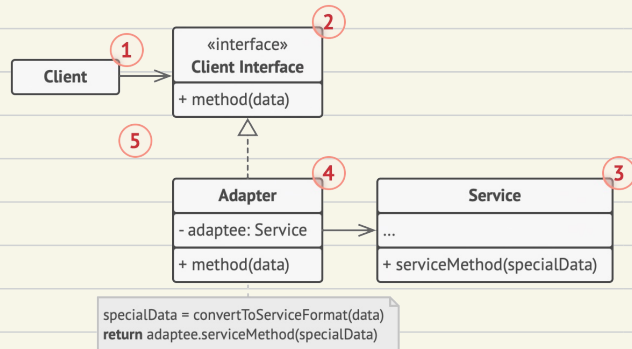 1
2
«interface»
Client Interface
Client
+ method(data)
5
4
3
Adapter
Service
- adaptee: Service
...
+ method(data)
+ serviceMethod(specialData)
specialData = convertToServiceFormat(data)
return adaptee.serviceMethod(specialData)